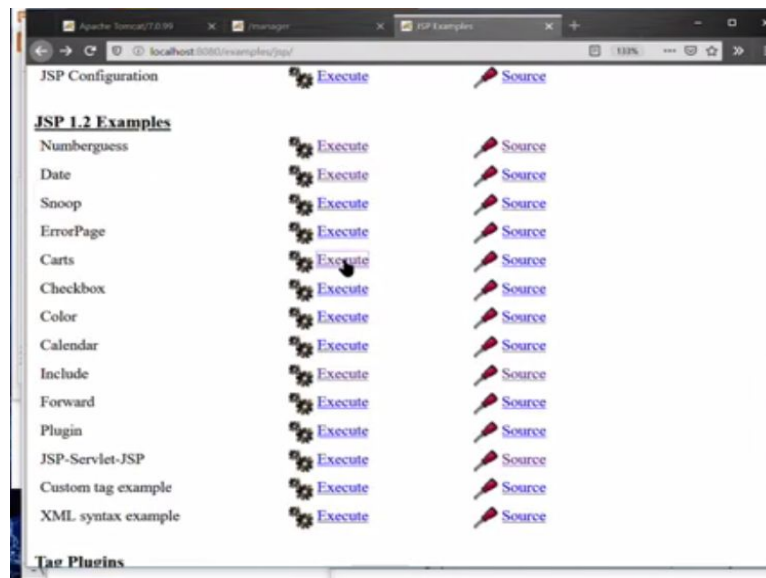 Apache Tomcat/7.0.99 × /manager × JSP Examples × +
localhost:8080/examples/jsp/ 133%
JSP Configuration Execute Source
JSP 1.2 Examples
Numberguess Execute Source
Date Execute Source
Snoop Execute Source
ErrorPage Execute Source
Carts Execute Source
Checkbox Execute Source
Color Execute Source
Calendar Execute Source
Include Execute Source
Forward Execute Source
Plugin Execute Source
JSP-Servlet-JSP Execute Source
Custom tag example Execute Source
XML syntax example Execute Source
Tag Plugins